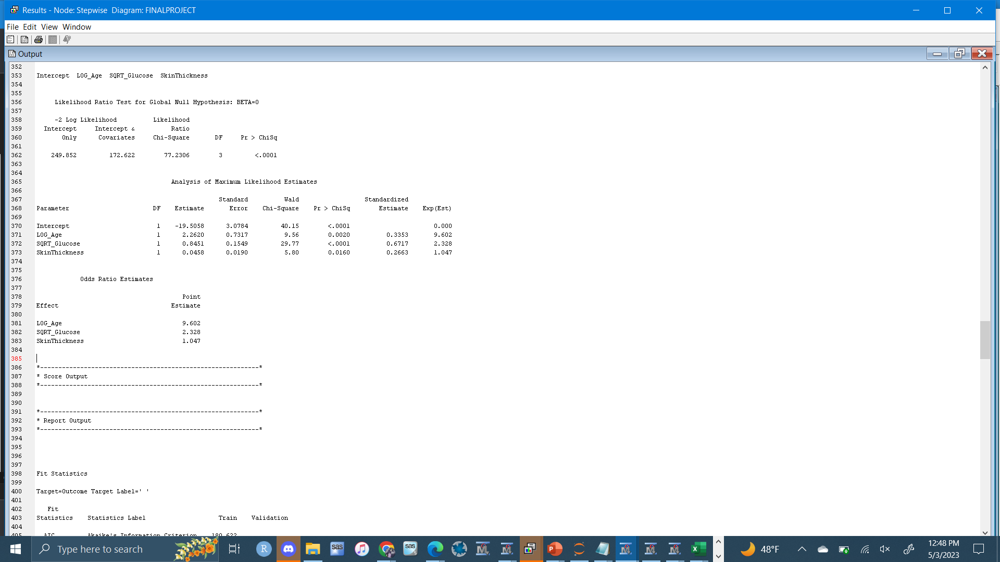 Results - Node: Stepwise  Diagram: FINALPROJECT
File  Edit  View  Window
Output
352
353 Intercept  LOG_Age  SQRT_Glucose  SkinThickness
354
355
356 Likelihood Ratio Test for Global Null Hypothesis: BETA=0
357
358 -2 Log Likelihood  Likelihood
359 Intercept  Intercept &  Ratio
360 Only  Covariates  Chi-Square  DF  Pr > ChiSq
361
362 249.852  172.622  77.2306  3  <.0001
363
364
365 Analysis of Maximum Likelihood Estimates
366
367 Standard  Wald  Standardized
368 Parameter  DF  Estimate  Error  Chi-Square  Pr > ChiSq  Estimate  Exp(Est)
369
370 Intercept  1  -19.5058  3.0784  40.15  <.0001  0.000
371 LOG_Age  1  2.2620  0.7317  9.56  0.0020  0.3353  9.602
372 SQRT_Glucose  1  0.8451  0.1549  29.77  <.0001  0.6717  2.328
373 SkinThickness  1  0.0458  0.0190  5.80  0.0160  0.2663  1.047
374
375
376 Odds Ratio Estimates
377
378 Point
379 Effect  Estimate
380
381 LOG_Age  9.602
382 SQRT_Glucose  2.328
383 SkinThickness  1.047
384
385
386 *------------------------------------------------------------*
387 * Score Output
388 *------------------------------------------------------------*
389
390
391 *------------------------------------------------------------*
392 * Report Output
393 *------------------------------------------------------------*
394
395
396
397
398 Fit Statistics
399
400 Target=Outcome Target Label=' '
401
402 Fit
403 Statistics  Statistics Label  Train  Validation
404
405 AIC  Akaike's Information Criterion  180.622
Type here to search
R
sas
sas
48°F
12:48 PM
5/3/2023